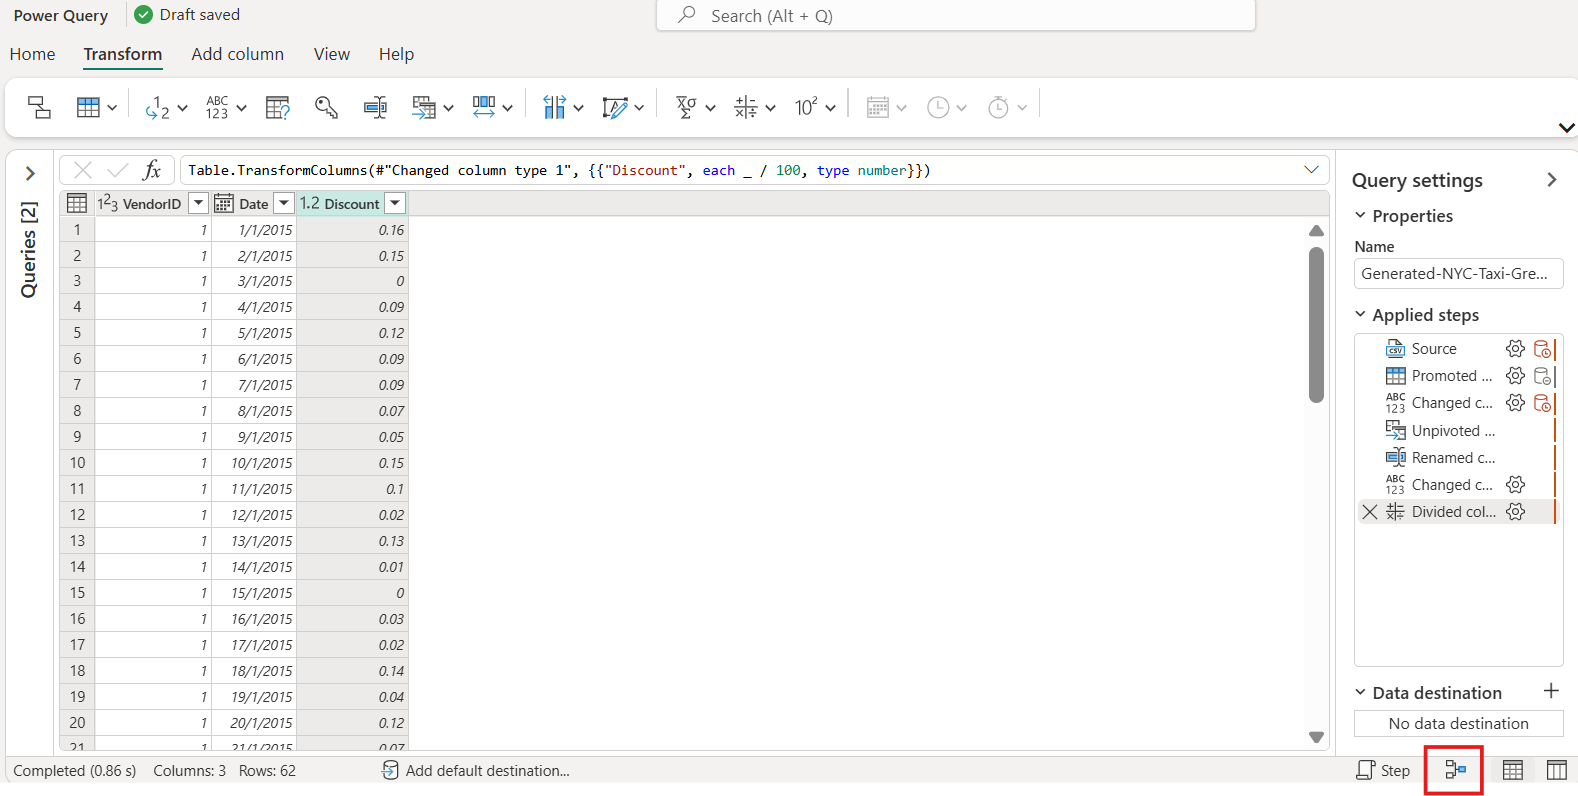 Power Query
Draft saved
Search (Alt + Q)
Home Transform Add column View Help
1 2 ABC 123 10²
fx Table.TransformColumns(#"Changed column type 1", {{"Discount", each _ / 100, type number}})
Queries [2]
1²3 VendorID Date 1.2 Discount
1 1 1/1/2015 0.16
2 1 2/1/2015 0.15
3 1 3/1/2015 0
4 1 4/1/2015 0.09
5 1 5/1/2015 0.12
6 1 6/1/2015 0.09
7 1 7/1/2015 0.09
8 1 8/1/2015 0.07
9 1 9/1/2015 0.05
10 1 10/1/2015 0.15
11 1 11/1/2015 0.1
12 1 12/1/2015 0.02
13 1 13/1/2015 0.13
14 1 14/1/2015 0.01
15 1 15/1/2015 0
16 1 16/1/2015 0.03
17 1 17/1/2015 0.02
18 1 18/1/2015 0.14
19 1 19/1/2015 0.04
20 1 20/1/2015 0.12
21 1 21/1/2015 0.07
Query settings
Properties
Name
Generated-NYC-Taxi-Gre...
Applied steps
CSV Source
Promoted ...
ABC 123 Changed c...
Unpivoted ...
Renamed c...
ABC 123 Changed c...
Divided col...
Data destination
No data destination
Completed (0.86 s) Columns: 3 Rows: 62 Add default destination... Step